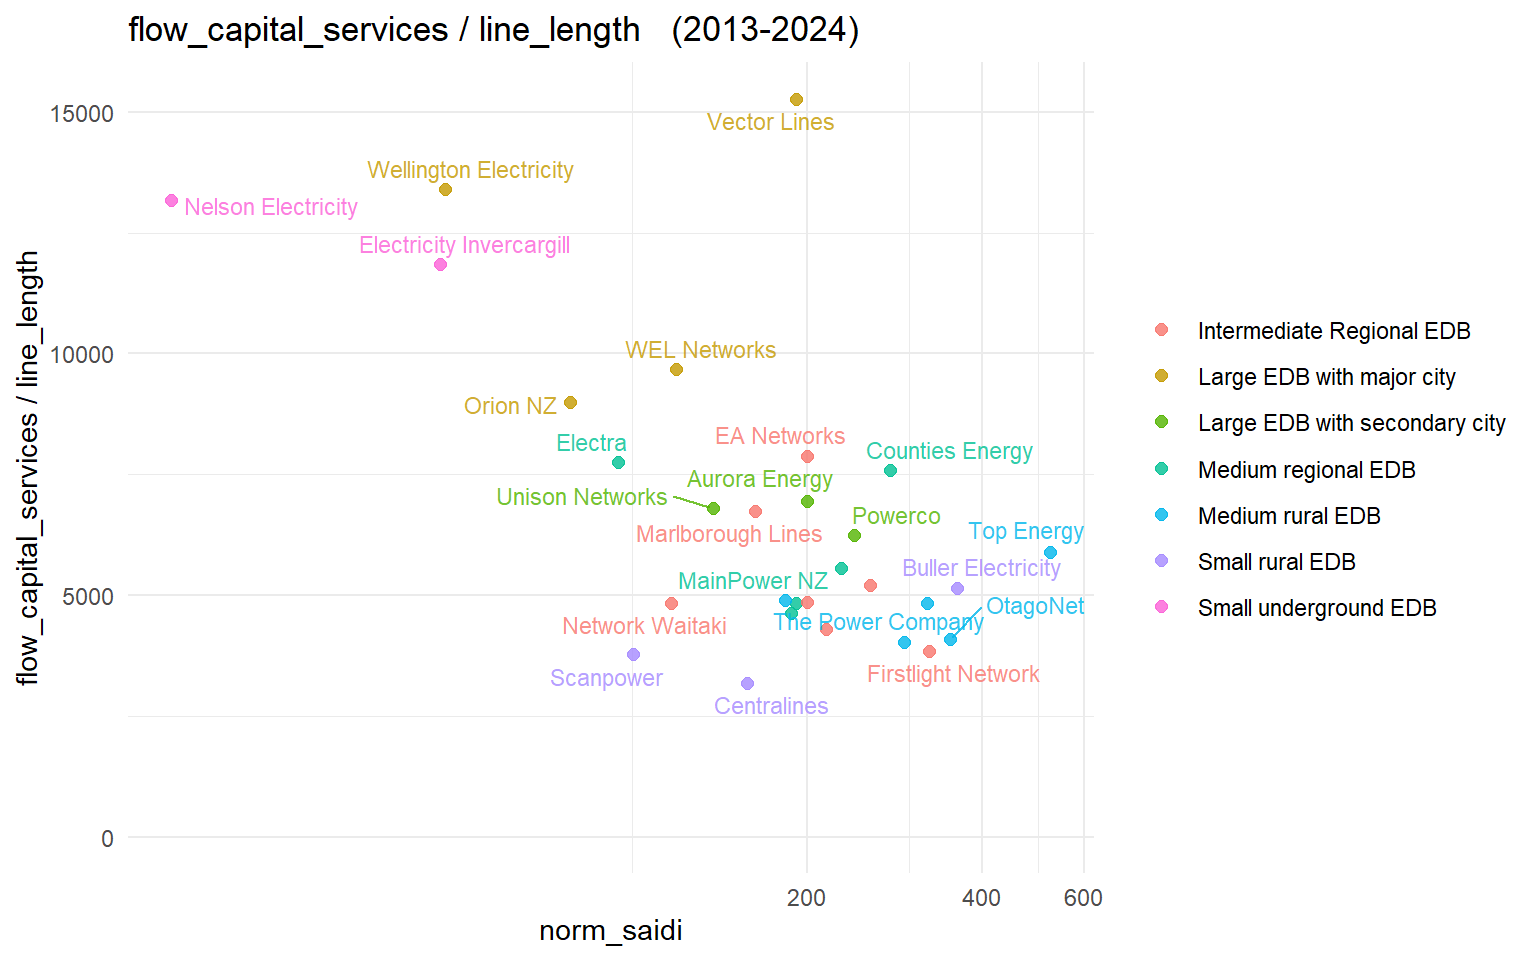 flow_capital_services / line_length (2013-2024)
flow_capital_services / line_length
15000
10000
5000
0
Vector Lines
Wellington Electricity
Nelson Electricity
Electricity Invercargill
WEL Networks
Orion NZ
EA Networks
Electra
Counties Energy
Aurora Energy
Unison Networks
Powerco
Marlborough Lines
Top Energy
Buller Electricity
MainPower NZ
OtagoNet
The Power Company
Network Waitaki
Firstlight Network
Scanpower
Centralines
200
400
600
norm_saidi
Intermediate Regional EDB
Large EDB with major city
Large EDB with secondary city
Medium regional EDB
Medium rural EDB
Small rural EDB
Small underground EDB